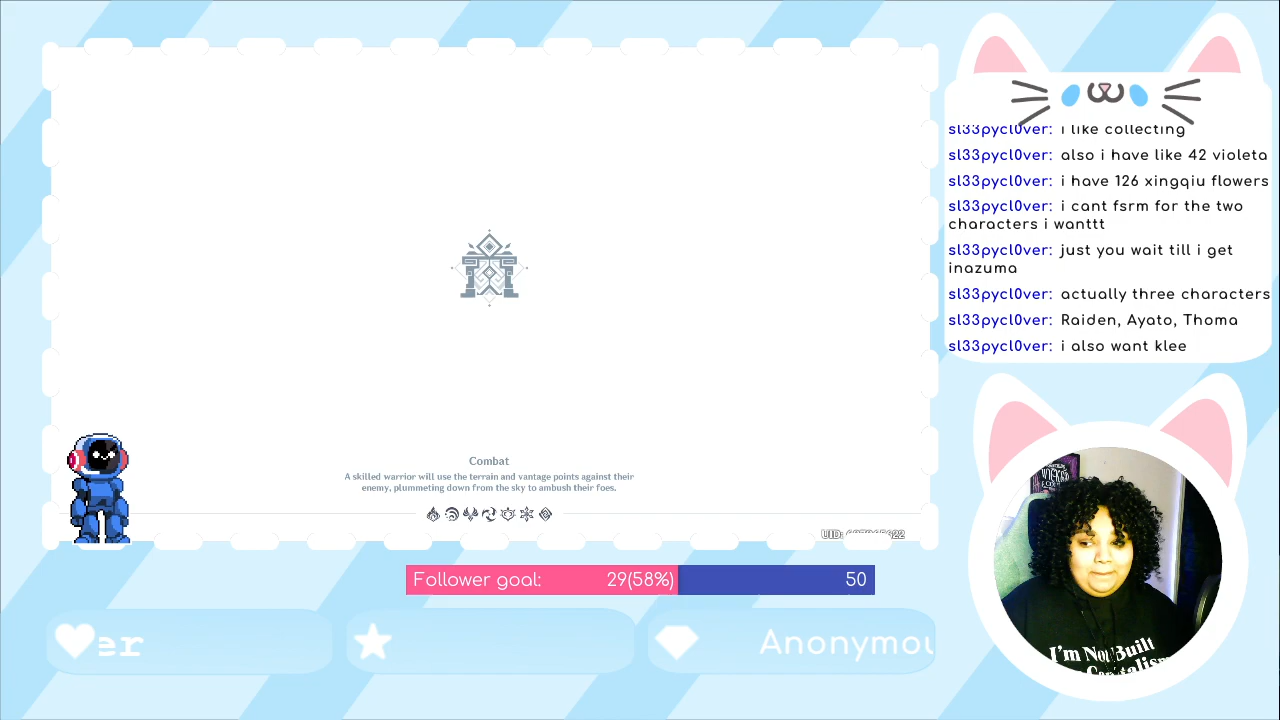 sl33pycl0ver: i like collecting
sl33pycl0ver: also i have like 42 violeta
sl33pycl0ver: i have 126 xingqiu flowers
sl33pycl0ver: i cant fsrm for the two
characters i wanttt
sl33pycl0ver: just you wait till i get
inazuma
sl33pycl0ver: actually three characters
sl33pycl0ver: Raiden, Ayato, Thoma
sl33pycl0ver: i also want klee
Combat
A skilled warrior will use the terrain and vantage points against their
enemy, plummeting down from the sky to ambush their foes.
UID:
Follower goal: 29(58%) 50
er
Anonymou
I'm Not Built